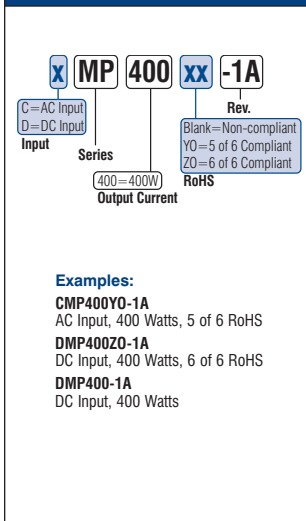 x MP 400 xx -1A
C=AC Input
D=DC Input
Input
Series
400=400W
Output Current
Rev.
Blank=Non-compliant
YO=5 of 6 Compliant
ZO=6 of 6 Compliant
RoHS
Examples:
CMP400YO-1A
AC Input, 400 Watts, 5 of 6 RoHS
DMP400ZO-1A
DC Input, 400 Watts, 6 of 6 RoHS
DMP400-1A
DC Input, 400 Watts